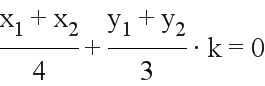 (x₁ + x₂)/4 + (y₁ + y₂)/3 · k = 0